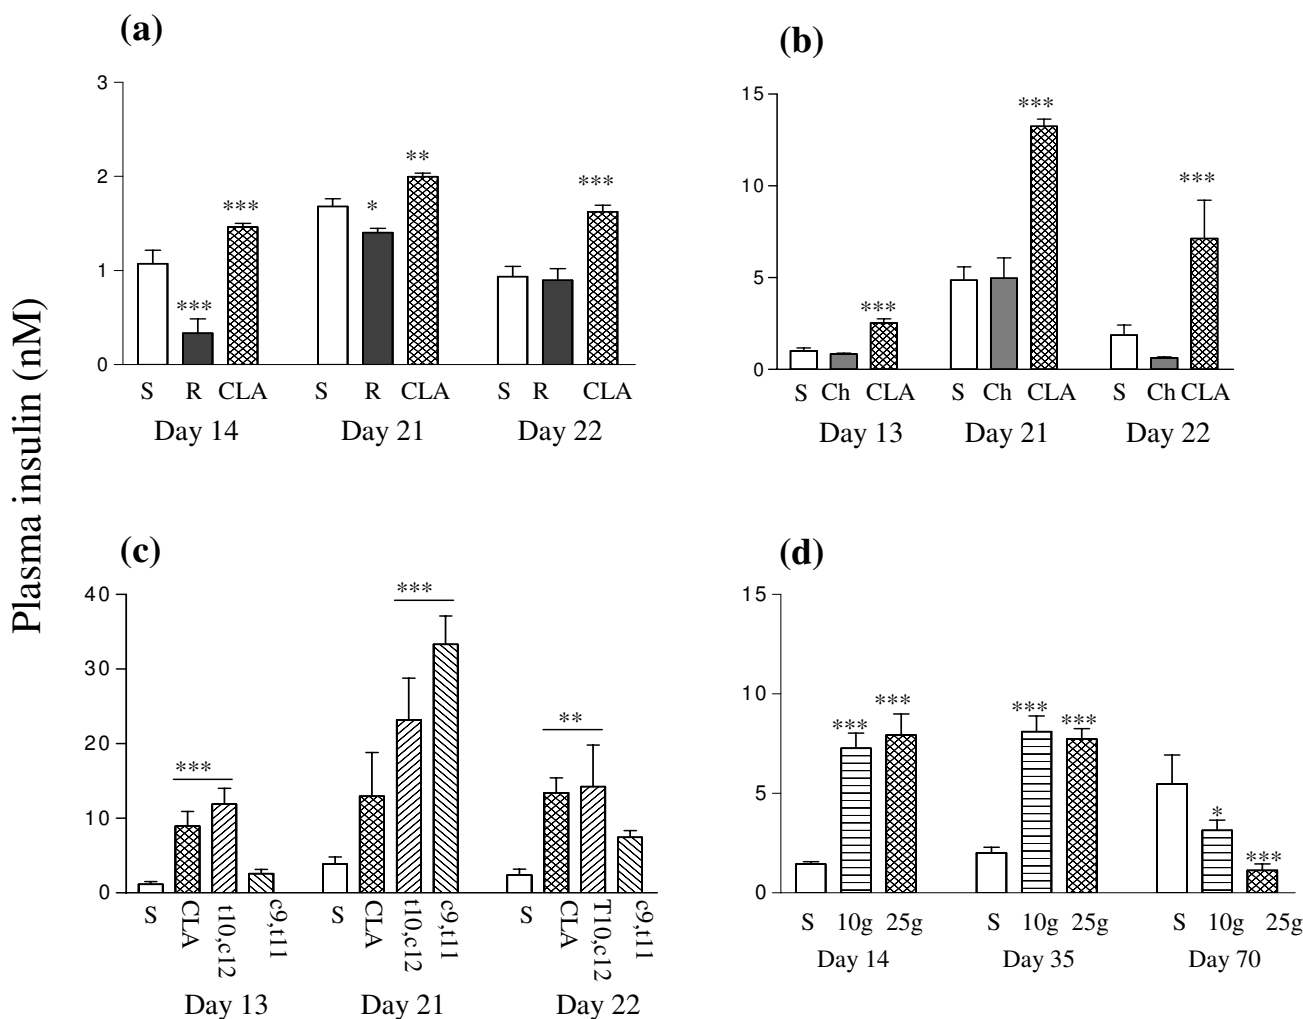 Plasma insulin (nM)
(a)
3
2
1
0
***
***
*
**
***
S R CLA S R CLA S R CLA
Day 14 Day 21 Day 22
(b)
15
10
5
0
***
***
***
S Ch CLA S Ch CLA S Ch CLA
Day 13 Day 21 Day 22
(c)
40
30
20
10
0
***
***
**
S CLA t10,c12 c9,t11 S CLA t10,c12 c9,t11 S CLA T10,c12 c9,t11
Day 13 Day 21 Day 22
(d)
15
10
5
0
***
***
***
***
*
***
S 10g 25g S 10g 25g S 10g 25g
Day 14 Day 35 Day 70